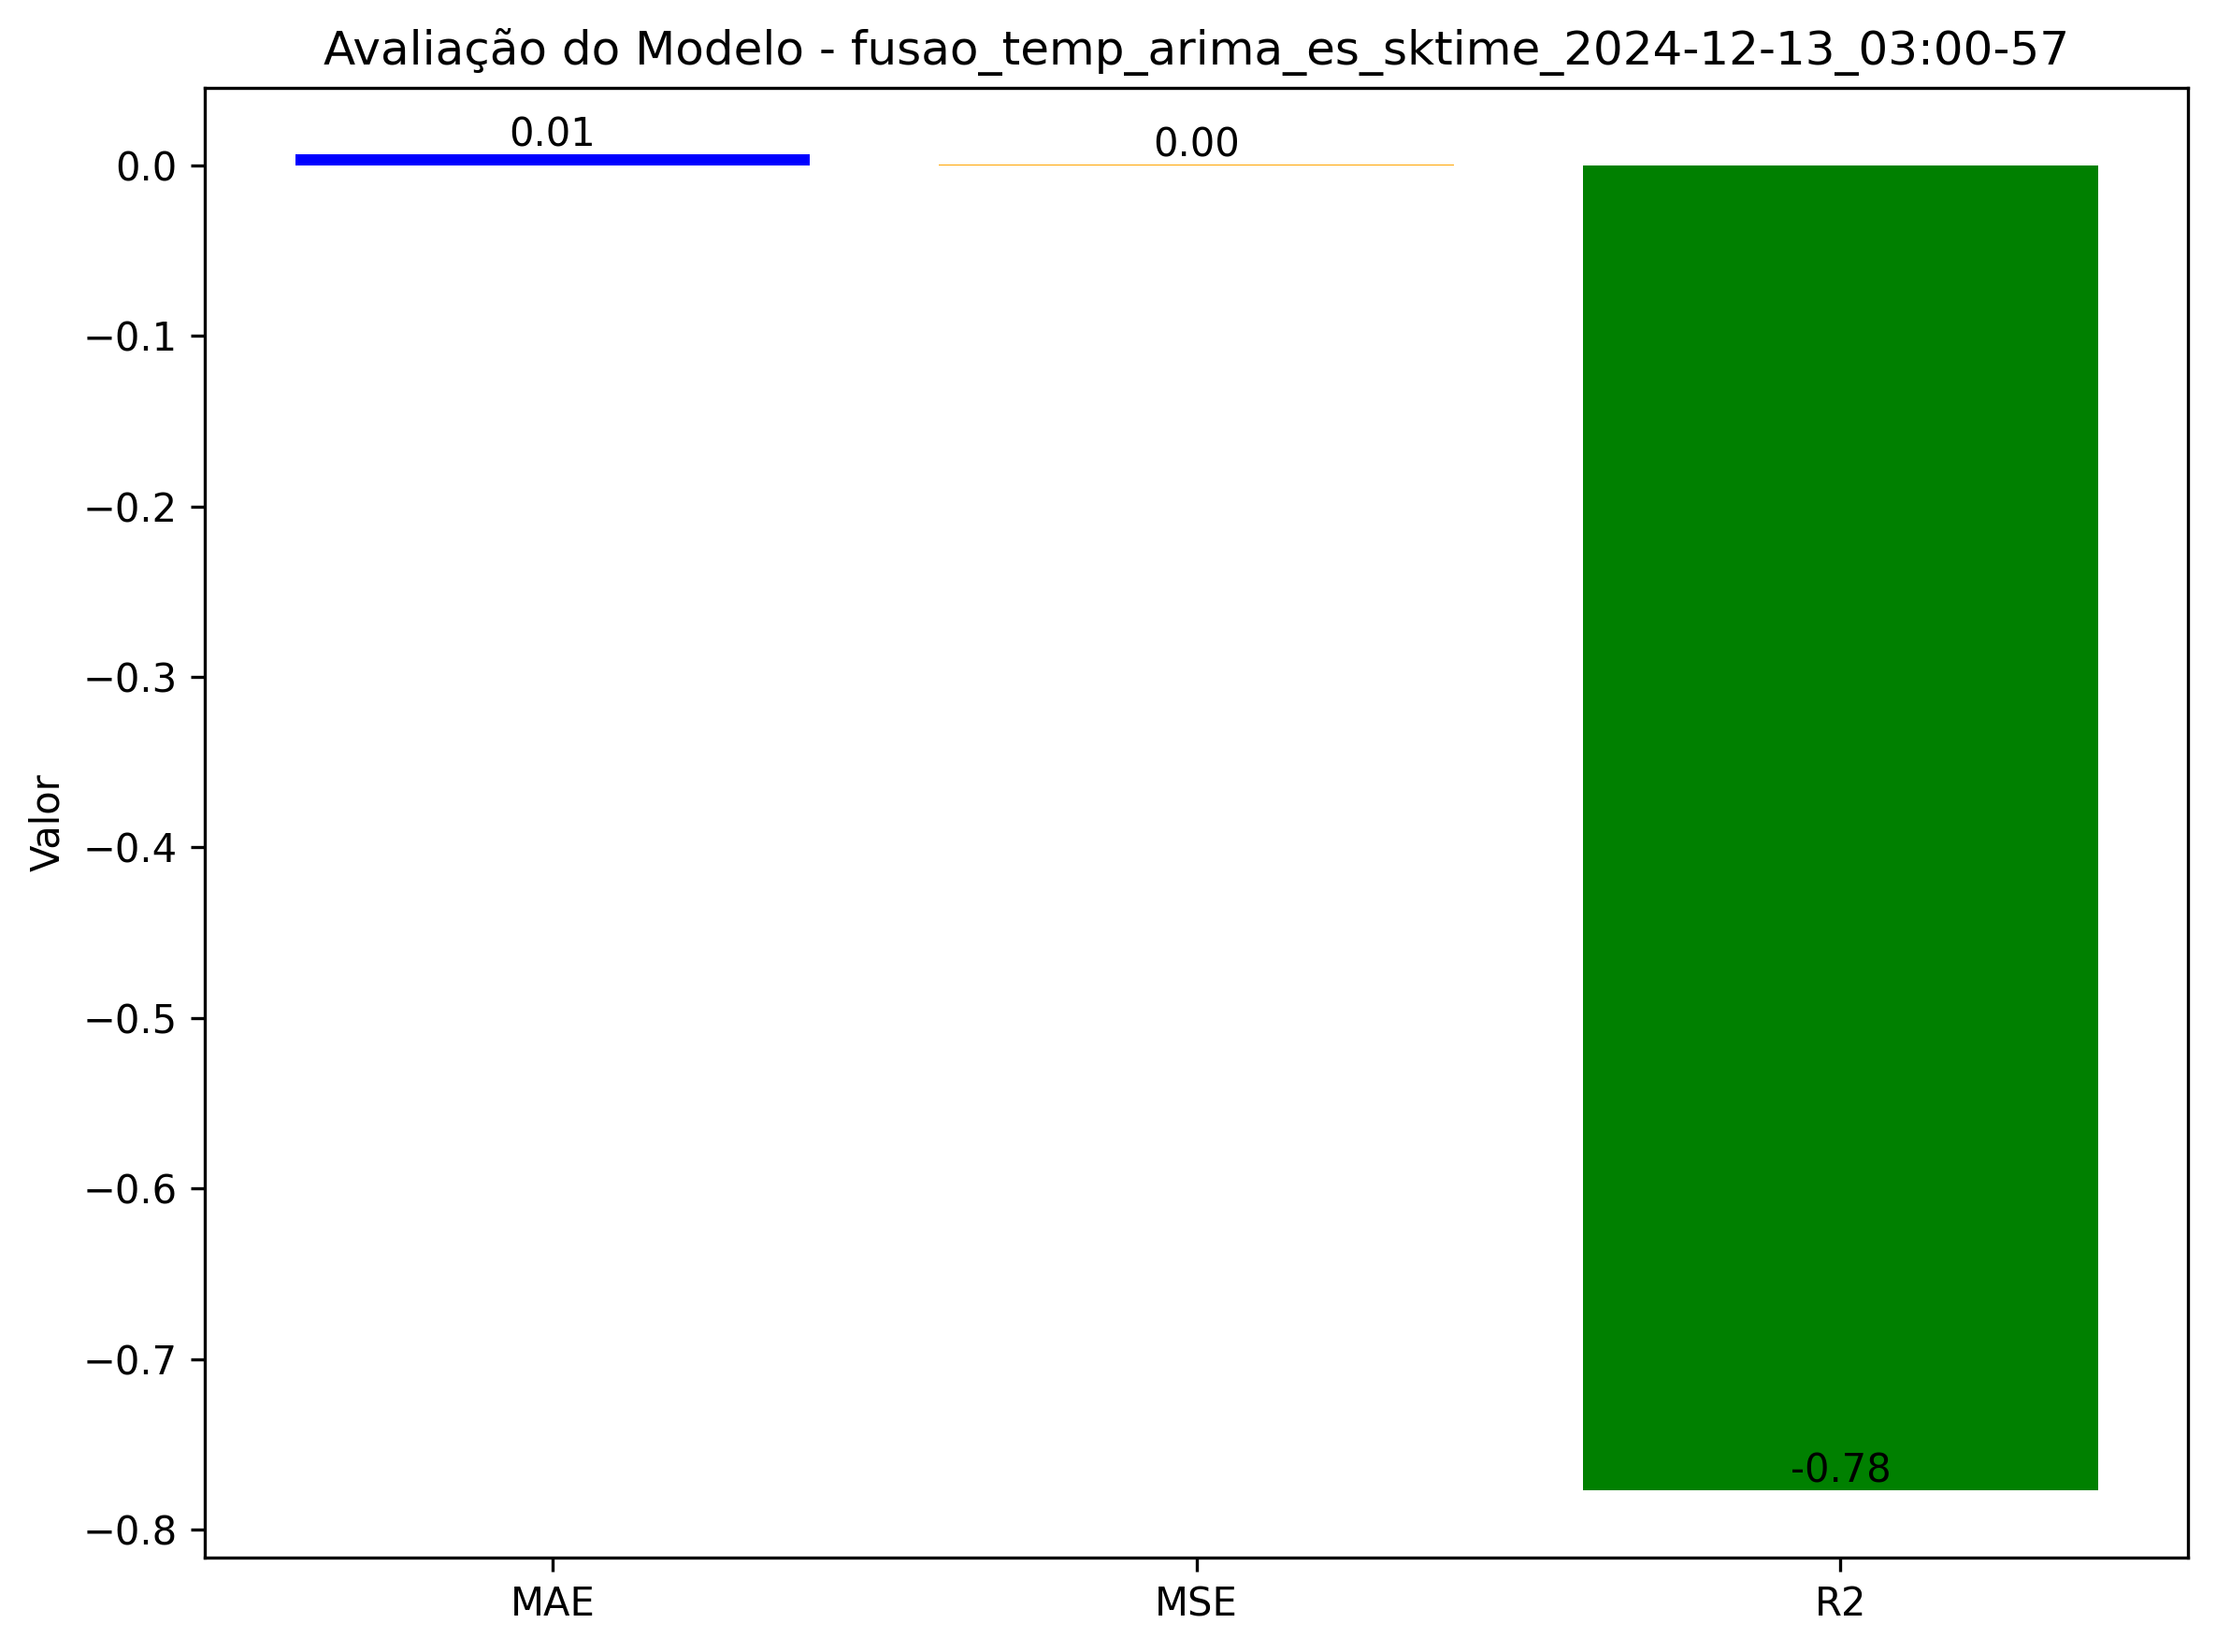 Avaliação do Modelo - fusao_temp_arima_es_sktime_2024-12-13_03:00-57
0.01
0.00
-0.78
0.0
−0.1
−0.2
−0.3
−0.4
−0.5
−0.6
−0.7
−0.8
Valor
MAE
MSE
R2